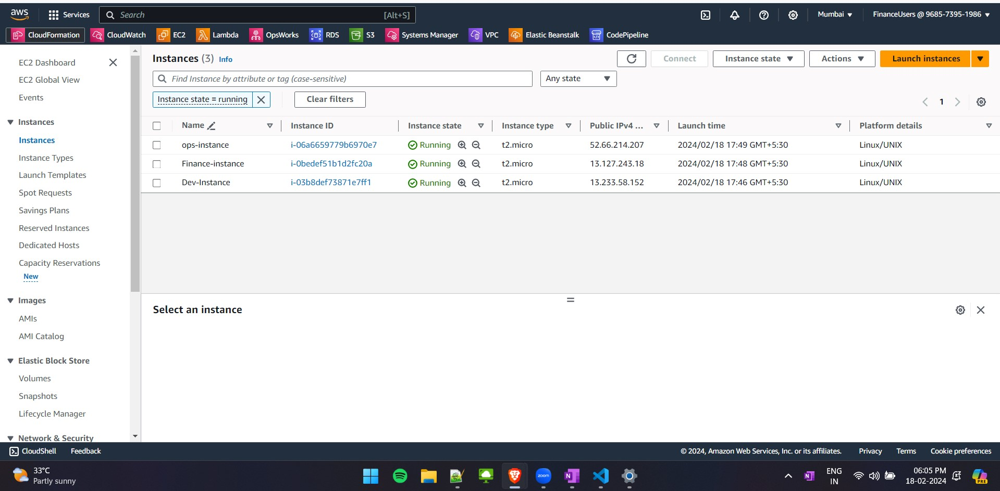 aws
Services
Search
[Alt+S]
Mumbai
FinanceUsers @ 9685-7395-1986
CloudFormation
CloudWatch
EC2
Lambda
OpsWorks
RDS
S3
Systems Manager
VPC
Elastic Beanstalk
CodePipeline
EC2 Dashboard
EC2 Global View
Events
Instances
Instances
Instance Types
Launch Templates
Spot Requests
Savings Plans
Reserved Instances
Dedicated Hosts
Capacity Reservations
New
Images
AMIs
AMI Catalog
Elastic Block Store
Volumes
Snapshots
Lifecycle Manager
Network & Security
Instances (3) Info
Connect
Instance state
Actions
Launch instances
Find Instance by attribute or tag (case-sensitive)
Any state
Instance state = running
Clear filters
1
Name Instance ID Instance state Instance type Public IPv4 ... Launch time Platform details
ops-instance i-06a6659779b6970e7 Running t2.micro 52.66.214.207 2024/02/18 17:49 GMT+5:30 Linux/UNIX
Finance-instance i-0bedef51b1d2fc20a Running t2.micro 13.127.243.18 2024/02/18 17:48 GMT+5:30 Linux/UNIX
Dev-Instance i-03b8def73871e7ff1 Running t2.micro 13.233.58.152 2024/02/18 17:46 GMT+5:30 Linux/UNIX
Select an instance
CloudShell
Feedback
© 2024, Amazon Web Services, Inc. or its affiliates.
Privacy
Terms
Cookie preferences
33°C
Partly sunny
zoom
N
N
ENG
IN
06:05 PM
18-02-2024
PRE